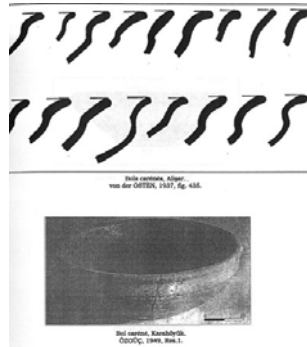 Bols carénés, Alişar.
von der OSTEN, 1937, fig. 435.
Bol caréné, Karahöyük.
ÖZGÜÇ, 1949, Res.1.